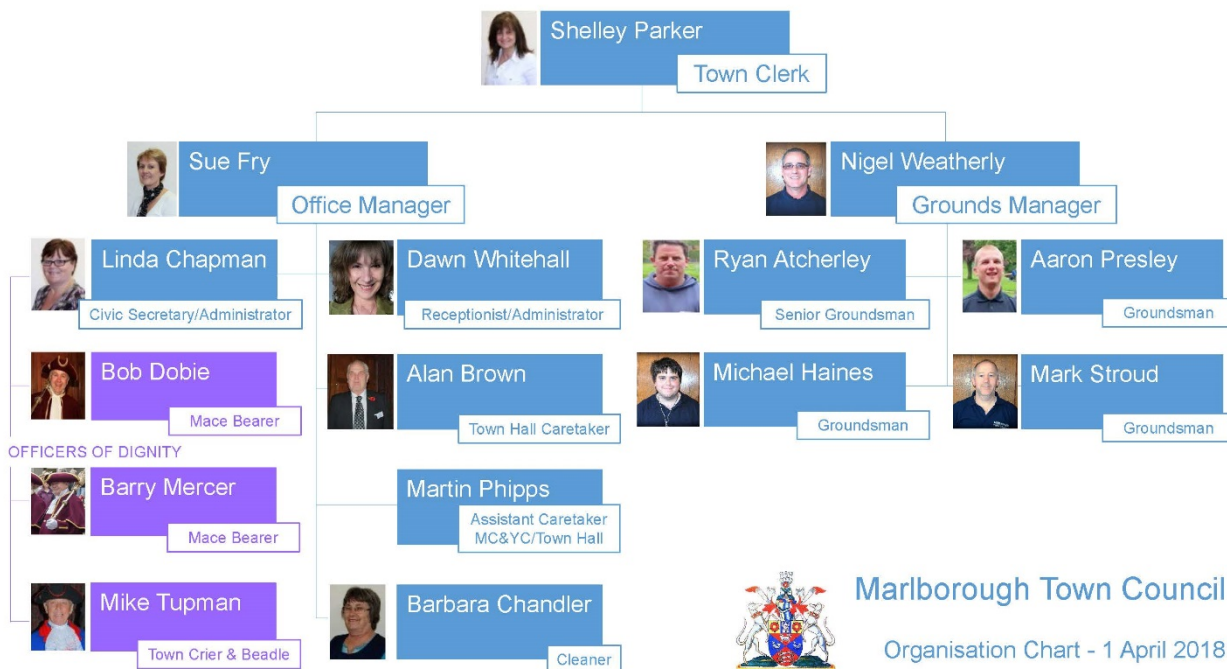 Shelley Parker
Town Clerk
Sue Fry
Office Manager
Nigel Weatherly
Grounds Manager
Linda Chapman
Civic Secretary/Administrator
Dawn Whitehall
Receptionist/Administrator
Ryan Atcherley
Senior Groundsman
Aaron Presley
Groundsman
Bob Dobie
Mace Bearer
Alan Brown
Town Hall Caretaker
Michael Haines
Groundsman
Mark Stroud
Groundsman
OFFICERS OF DIGNITY
Barry Mercer
Mace Bearer
Martin Phipps
Assistant Caretaker
MC&YC/Town Hall
Mike Tupman
Town Crier & Beadle
Barbara Chandler
Cleaner
Marlborough Town Council
Organisation Chart - 1 April 2018